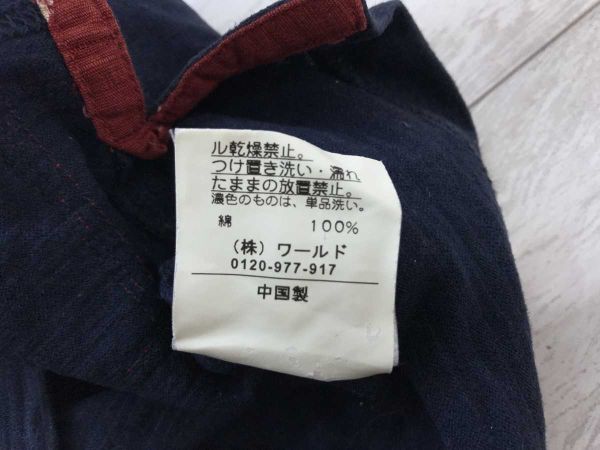 ル乾燥禁止。
つけ置き洗い・濡れ
たままの放置禁止。
濃色のものは、単品洗い。
綿 100%
(株) ワールド
0120-977-917
中国製